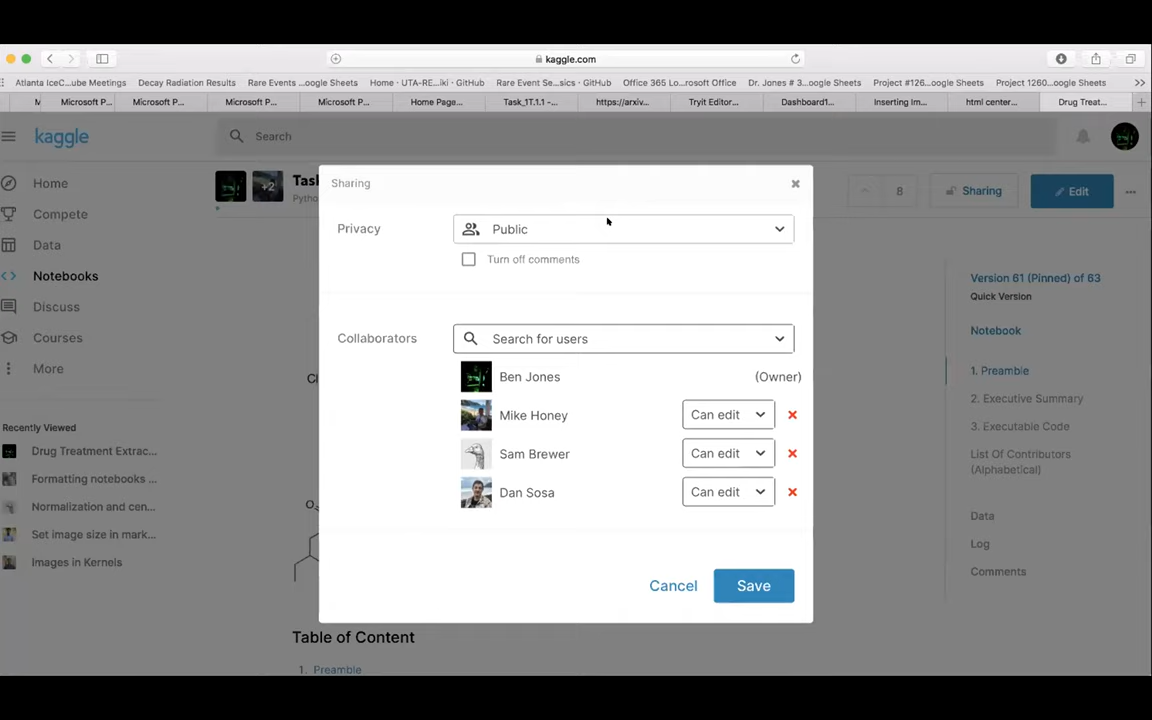 kaggle.com
Atlanta IceC...ube Meetings Decay Radiation Results Rare Events ...oogle Sheets Home · UTA-RE...iki · GitHub Rare Event Se...sics · GitHub Office 365 Lo...rosoft Office Dr. Jones # 3...oogle Sheets Project #126...oogle Sheets Project 1260...oogle Sheets >>
M Microsoft P... Microsoft P... Microsoft P... Microsoft P... Home Page... Task_1T.1.1 -... https://arxiv... Tryit Editor... Dashboard1... Inserting Im... html center... Drug Treat... +
kaggle
Search
Home
Compete
Data
Notebooks
Discuss
Courses
More
Recently Viewed
Drug Treatment Extrac...
Formatting notebooks ...
Normalization and cen...
Set image size in mark...
Images in Kernels
+2
Task
Python
8
Sharing
Edit
Sharing
Privacy
Public
Turn off comments
Collaborators
Search for users
Ben Jones (Owner)
Mike Honey Can edit
Sam Brewer Can edit
Dan Sosa Can edit
Cancel Save
Table of Content
1. Preamble
Version 61 (Pinned) of 63
Quick Version
Notebook
1. Preamble
2. Executive Summary
3. Executable Code
List Of Contributors
(Alphabetical)
Data
Log
Comments